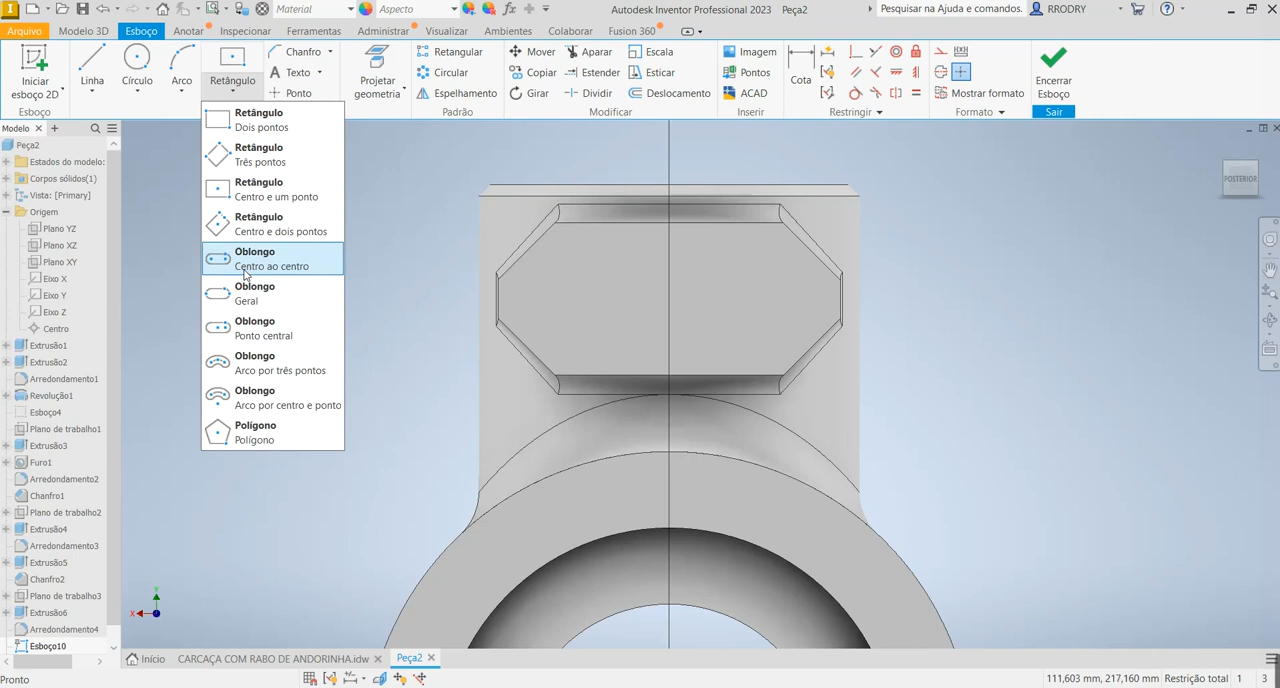 Material
Aspecto
Autodesk Inventor Professional 2023 Peça2
Pesquisar na Ajuda e comandos.
RRODRY
Arquivo Modelo 3D Esboço Anotar Inspecionar Ferramentas Administrar Visualizar Ambientes Colaborar Fusion 360
Iniciar
esboço 2D
Linha
Círculo
Arco
Retângulo
Chanfro
Texto
Ponto
Projetar
geometria
Retangular
Circular
Espelhamento
Mover
Copiar
Girar
Aparar
Estender
Dividir
Escala
Esticar
Deslocamento
Imagem
Pontos
ACAD
Cota
Mostrar formato
Encerrar
Esboço
Esboço
Padrão
Modificar
Inserir
Restringir
Formato
Sair
Modelo
Peça2
Estados do modelo:
Corpos sólidos(1)
Vista: [Primary]
Origem
Plano YZ
Plano XZ
Plano XY
Eixo X
Eixo Y
Eixo Z
Centro
Extrusão1
Extrusão2
Arredondamento1
Revolução1
Esboço4
Plano de trabalho1
Extrusão3
Furo1
Arredondamento2
Chanfro1
Plano de trabalho2
Extrusão4
Arredondamento3
Extrusão5
Chanfro2
Plano de trabalho3
Extrusão6
Arredondamento4
Esboço10
Retângulo
Dois pontos
Retângulo
Três pontos
Retângulo
Centro e um ponto
Retângulo
Centro e dois pontos
Oblongo
Centro ao centro
Oblongo
Geral
Oblongo
Ponto central
Oblongo
Arco por três pontos
Oblongo
Arco por centro e ponto
Polígono
Polígono
POSTERIOR
X
Início CARCAÇA COM RABO DE ANDORINHA.idw Peça2
Pronto
111,603 mm, 217,160 mm Restrição total 1 3